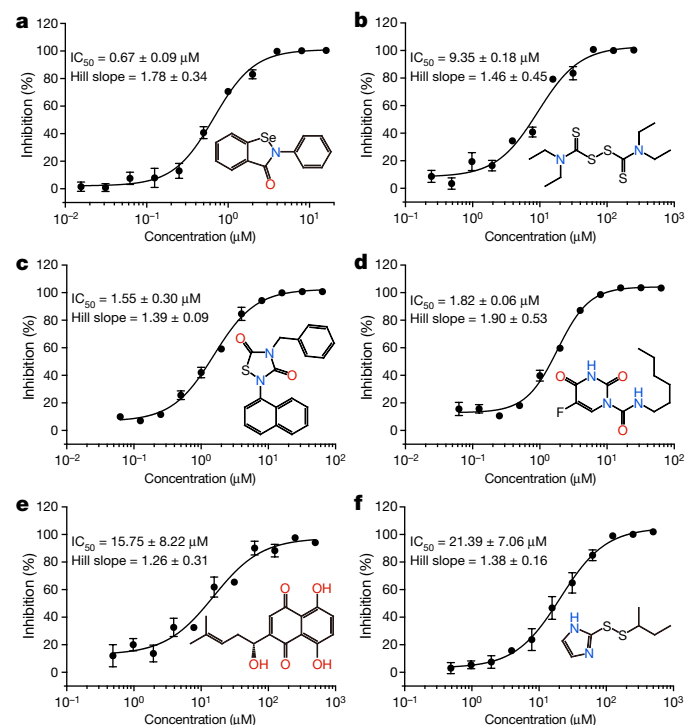 a
120
100
80
60
40
20
0
Inhibition (%)
IC50 = 0.67 ± 0.09 μM
Hill slope = 1.78 ± 0.34
Se
N
O
10−2 10−1 100 101
Concentration (μM)
b
120
100
80
60
40
20
0
Inhibition (%)
IC50 = 9.35 ± 0.18 μM
Hill slope = 1.46 ± 0.45
S
N S S N
S
10−1 100 101 102 103
Concentration (μM)
c
120
100
80
60
40
20
0
Inhibition (%)
IC50 = 1.55 ± 0.30 μM
Hill slope = 1.39 ± 0.09
O
N
S O
N
10−2 10−1 100 101 102
Concentration (μM)
d
120
100
80
60
40
20
0
Inhibition (%)
IC50 = 1.82 ± 0.06 μM
Hill slope = 1.90 ± 0.53
H
O N O
F N N
H
O
10−2 10−1 100 101 102
Concentration (μM)
e
120
100
80
60
40
20
0
Inhibition (%)
IC50 = 15.75 ± 8.22 μM
Hill slope = 1.26 ± 0.31
O OH
OH O OH
10−1 100 101 102 103
Concentration (μM)
f
120
100
80
60
40
20
0
Inhibition (%)
IC50 = 21.39 ± 7.06 μM
Hill slope = 1.38 ± 0.16
H
N S
S
N
10−1 100 101 102 103
Concentration (μM)